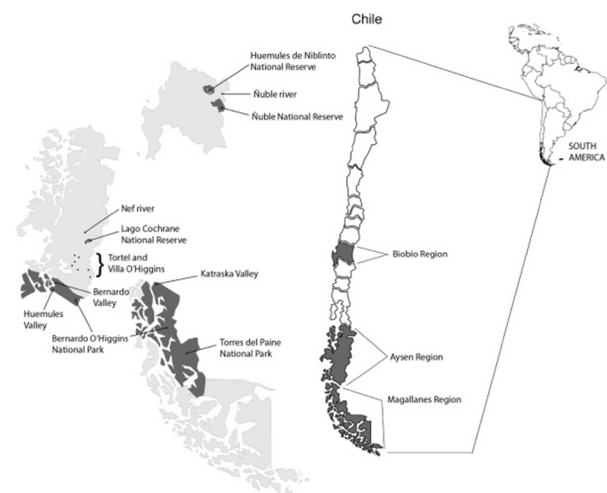 Chile
Huemules de Niblinto
National Reserve
Ñuble river
Ñuble National Reserve
SOUTH
AMERICA
Nef river
Lago Cochrane
National Reserve
Tortel and
Villa O'Higgins
Katraska Valley
Biobío Region
Bernardo
Valley
Huemules
Valley
Bernardo O'Higgins
National Park
Torres del Paine
National Park
Aysen Region
Magallanes Region